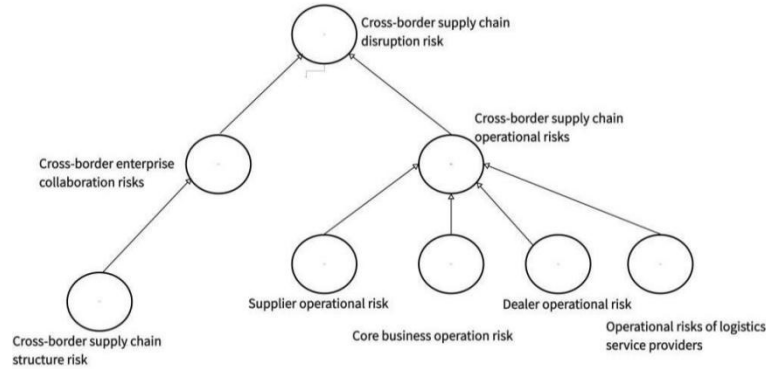 Cross-border supply chain
disruption risk
Cross-border supply chain
operational risks
Cross-border enterprise
collaboration risks
Supplier operational risk
Dealer operational risk
Core business operation risk
Operational risks of logistics
service providers
Cross-border supply chain
structure risk